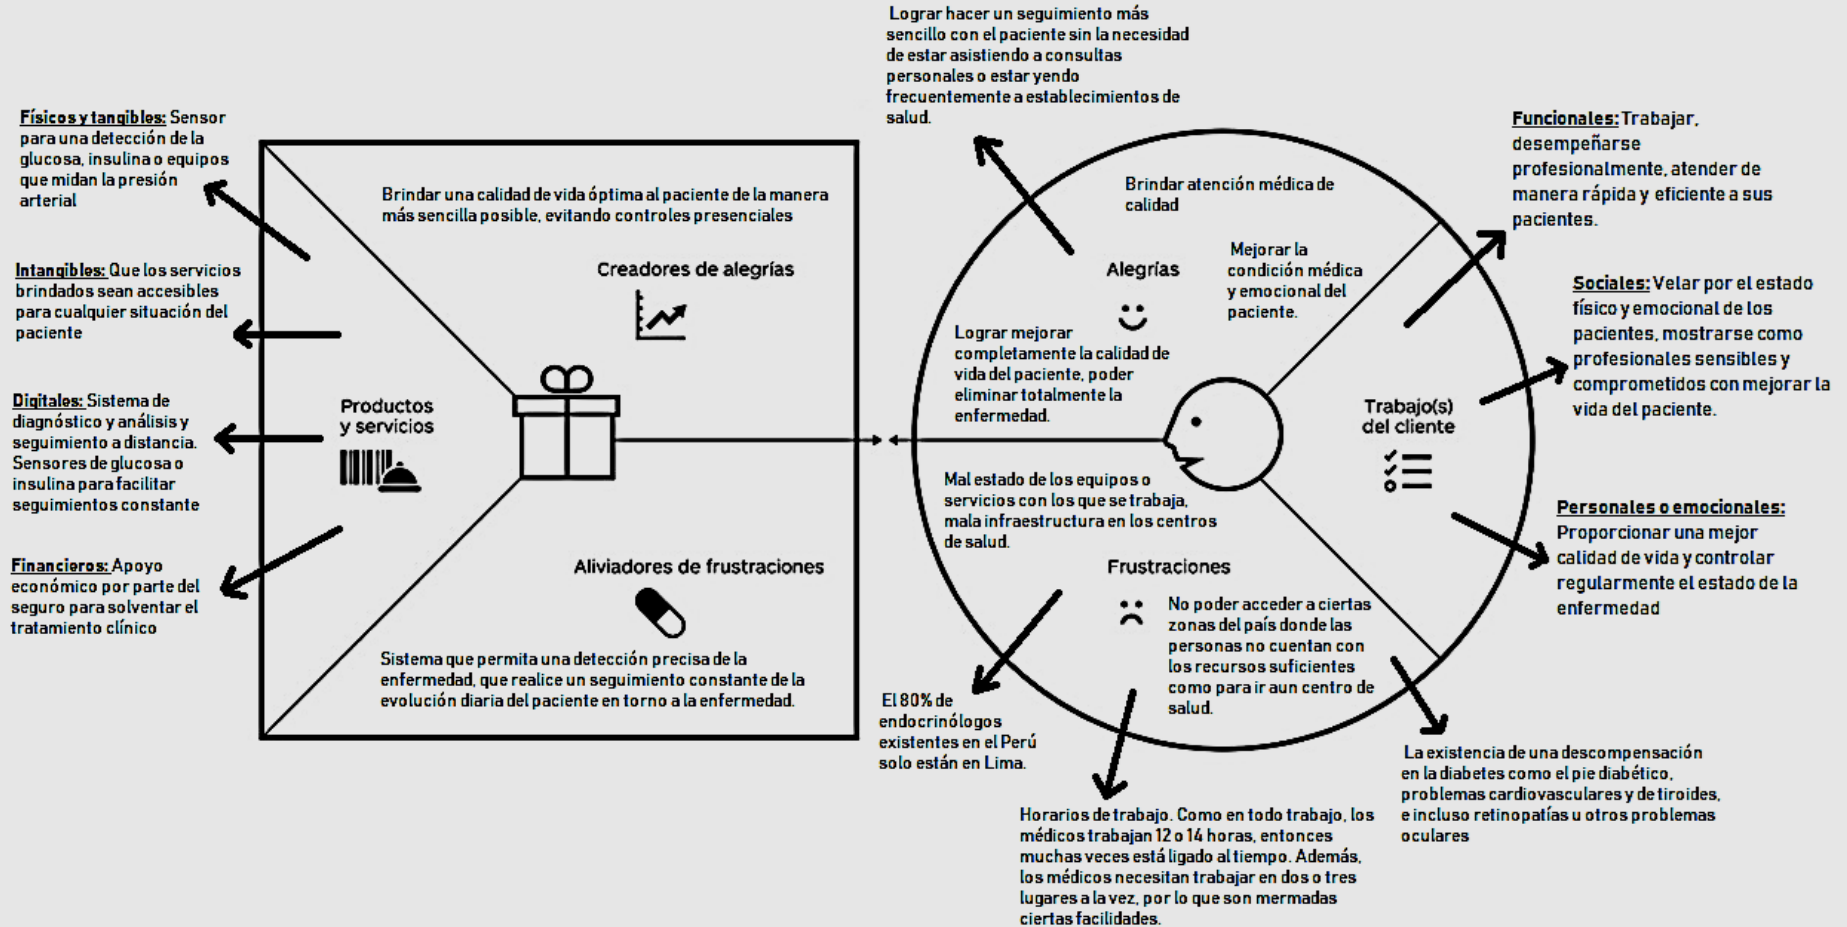 Lograr hacer un seguimiento más
sencillo con el paciente sin la necesidad
de estar asistiendo a consultas
personales o estar yendo
frecuentemente a establecimientos de
salud.
Físicos y tangibles: Sensor
para una detección de la
glucosa, insulina o equipos
que midan la presión
arterial
Intangibles: Que los servicios
brindados sean accesibles
para cualquier situación del
paciente
Digitales: Sistema de
diagnóstico y análisis y
seguimiento a distancia.
Sensores de glucosa o
insulina para facilitar
seguimientos constante
Financieros: Apoyo
económico por parte del
seguro para solventar el
tratamiento clínico
Brindar una calidad de vida óptima al paciente de la manera
más sencilla posible, evitando controles presenciales
Creadores de alegrías
Productos
y servicios
Aliviadores de frustraciones
Sistema que permita una detección precisa de la
enfermedad, que realice un seguimiento constante de la
evolución diaria del paciente en torno a la enfermedad.
Brindar atención médica de
calidad
Alegrías
Mejorar la
condición médica
y emocional del
paciente.
Lograr mejorar
completamente la calidad de
vida del paciente, poder
eliminar totalmente la
enfermedad.
Trabajo(s)
del cliente
Mal estado de los equipos o
servicios con los que se trabaja,
mala infraestructura en los centros
de salud.
Frustraciones
No poder acceder a ciertas
zonas del país donde las
personas no cuentan con
los recursos suficientes
como para ir aun centro de
salud.
Funcionales: Trabajar,
desempeñarse
profesionalmente, atender de
manera rápida y eficiente a sus
pacientes.
Sociales: Velar por el estado
físico y emocional de los
pacientes, mostrarse como
profesionales sensibles y
comprometidos con mejorar la
vida del paciente.
Personales o emocionales:
Proporcionar una mejor
calidad de vida y controlar
regularmente el estado de la
enfermedad
El 80% de
endocrinólogos
existentes en el Perú
solo están en Lima.
Horarios de trabajo. Como en todo trabajo, los
médicos trabajan 12 o 14 horas, entonces
muchas veces está ligado al tiempo. Además,
los médicos necesitan trabajar en dos o tres
lugares a la vez, por lo que son mermadas
ciertas facilidades.
La existencia de una descompensación
en la diabetes como el pie diabético,
problemas cardiovasculares y de tiroides,
e incluso retinopatías u otros problemas
oculares